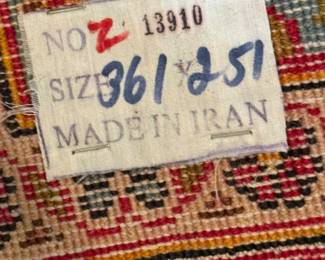 NO Z 13910
SIZE 361 X 251
MADE IN IRAN